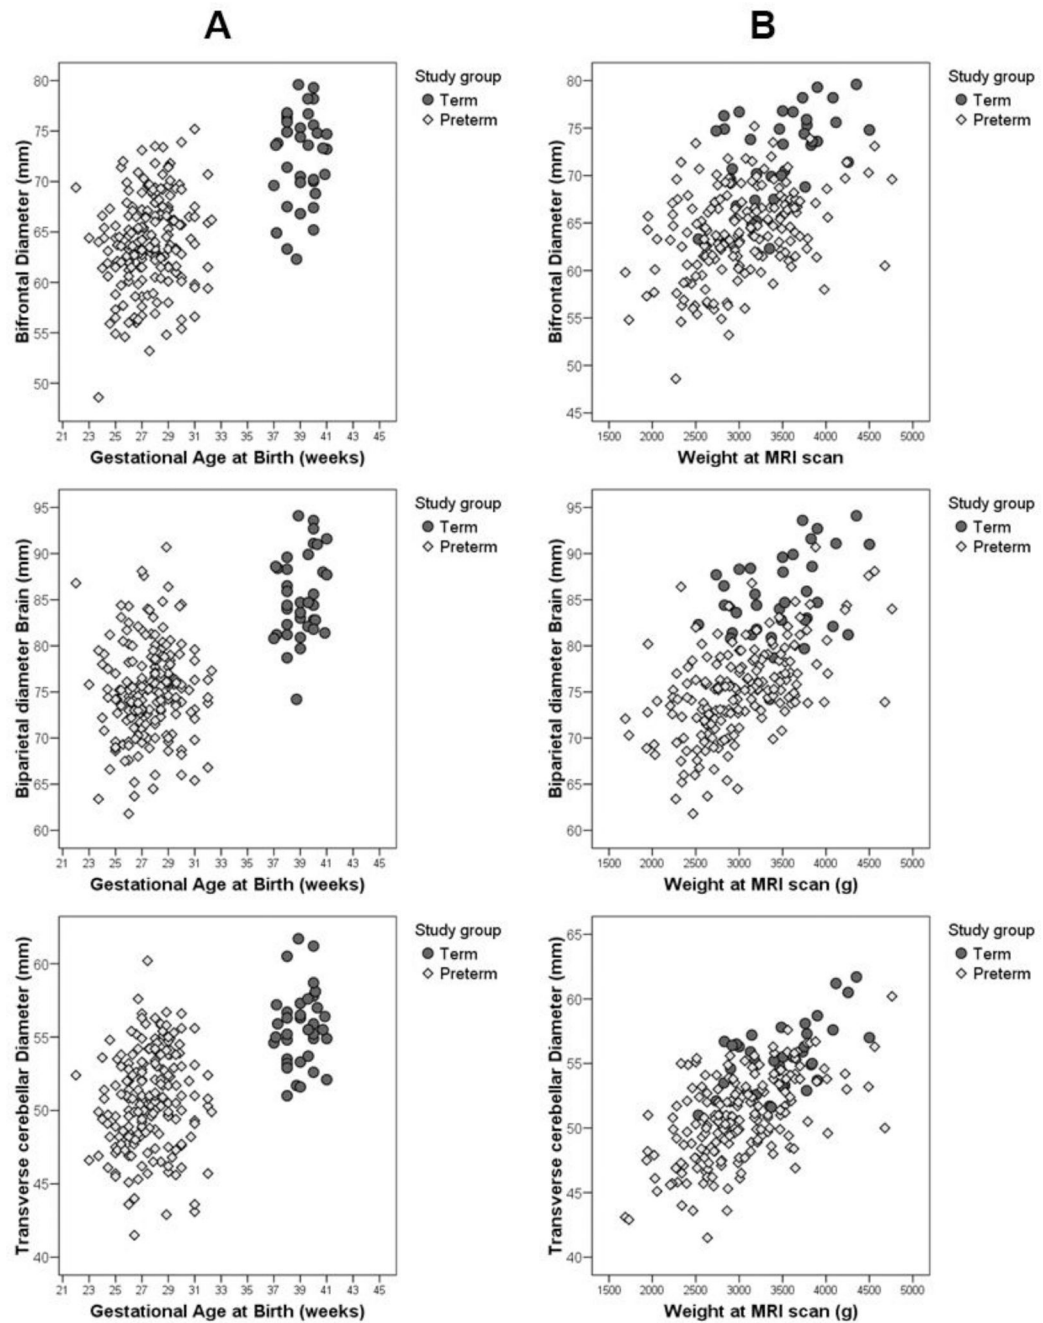 A
B
Bifrontal Diameter (mm)
80
75
70
65
60
55
50
21 23 25 27 29 31 33 35 37 39 41 43 45
Gestational Age at Birth (weeks)
Study group
Term
Preterm
Bifrontal Diameter (mm)
80
75
70
65
60
55
50
45
1500 2000 2500 3000 3500 4000 4500 5000
Weight at MRI scan
Study group
Term
Preterm
Biparietal diameter Brain (mm)
95
90
85
80
75
70
65
60
21 23 25 27 29 31 33 35 37 39 41 43 45
Gestational Age at Birth (weeks)
Study group
Term
Preterm
Biparietal diameter Brain (mm)
95
90
85
80
75
70
65
60
1500 2000 2500 3000 3500 4000 4500 5000
Weight at MRI scan (g)
Study group
Term
Preterm
Transverse cerebellar Diameter (mm)
60
55
50
45
40
21 23 25 27 29 31 33 35 37 39 41 43 45
Gestational Age at Birth (weeks)
Study group
Term
Preterm
Transverse cerebellar Diameter (mm)
65
60
55
50
45
40
1500 2000 2500 3000 3500 4000 4500 5000
Weight at MRI scan (g)
Study group
Term
Preterm